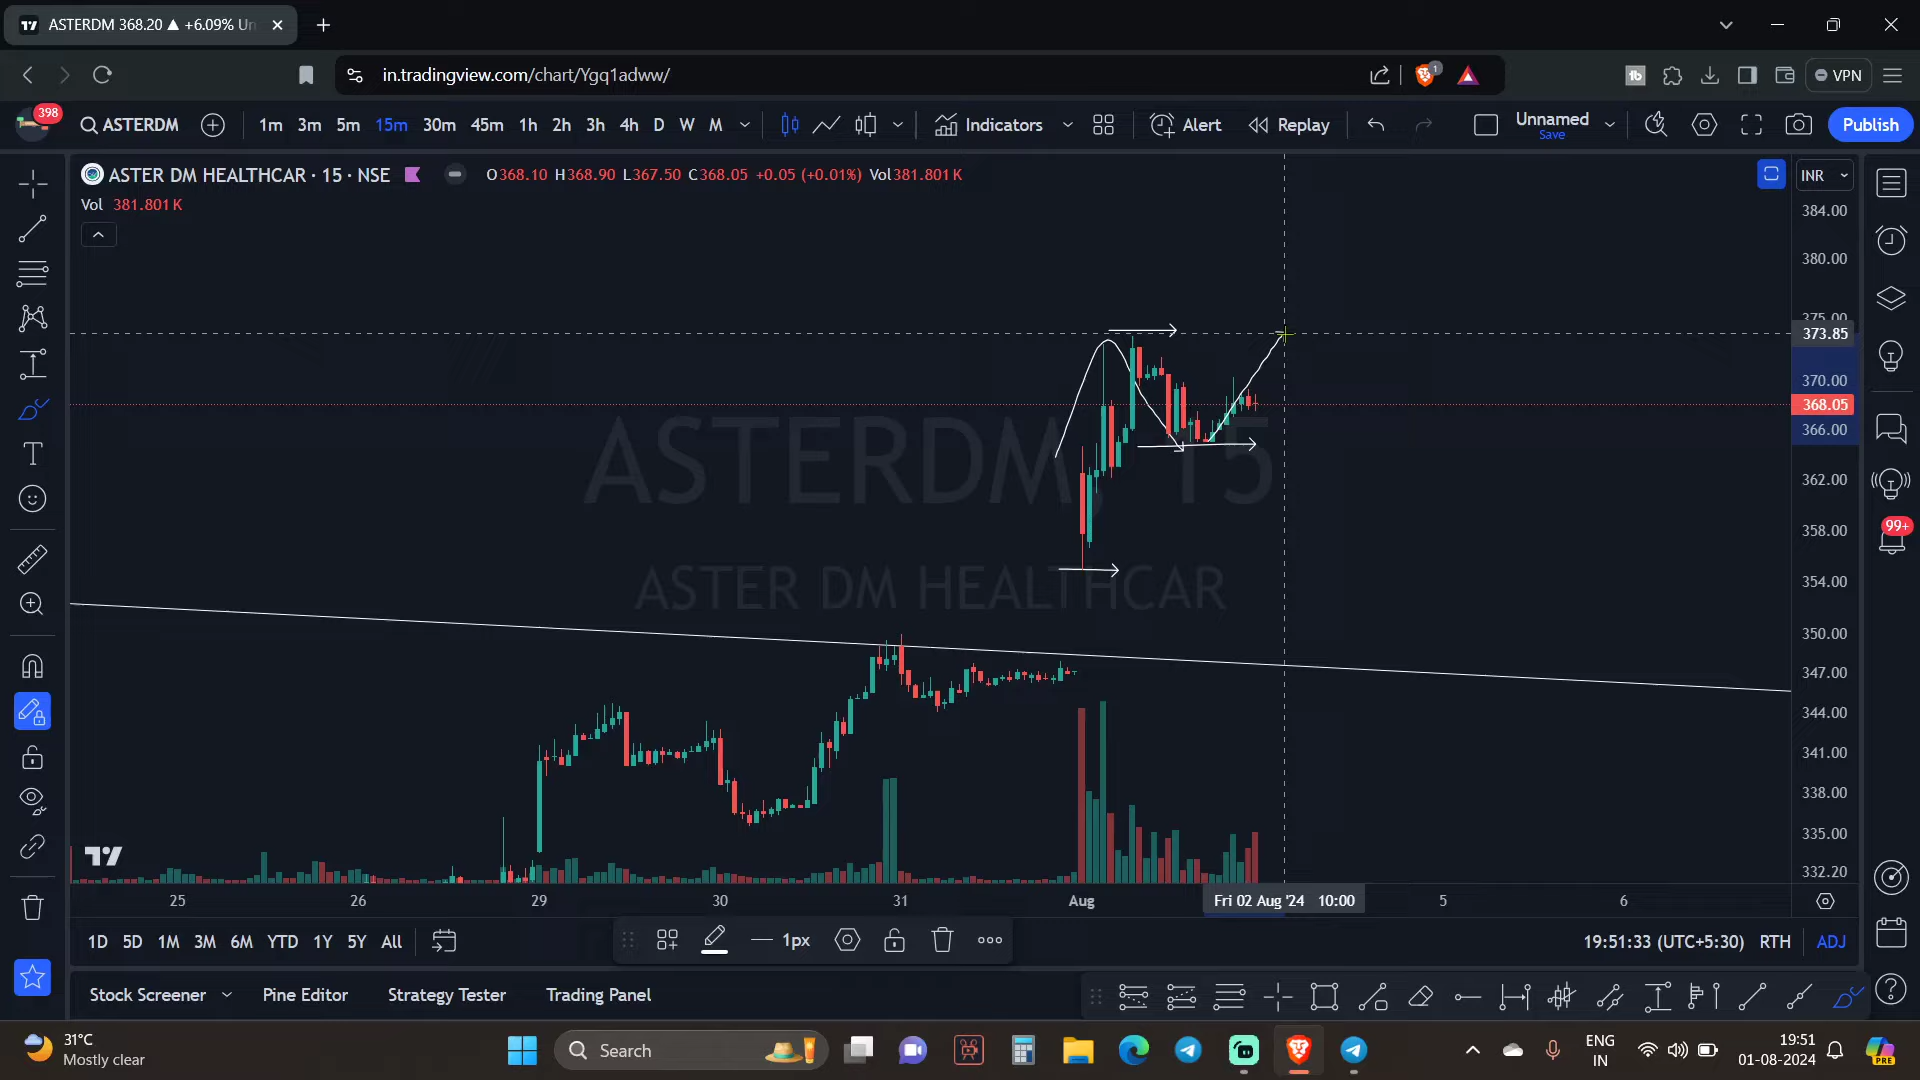 ASTERDM 368.20 ▲ +6.09% Un
in.tradingview.com/chart/Ygq1adww/
1
VPN
398
ASTERDM
1m 3m 5m 15m 30m 45m 1h 2h 3h 4h D W M
Indicators
Alert
Replay
Unnamed
Save
Publish
ASTER DM HEALTHCAR · 15 · NSE
O368.10 H368.90 L367.50 C368.05 +0.05 (+0.01%) Vol381.801K
INR
Vol 381.801K
384.00
380.00
375.00
373.85
370.00
368.05
366.00
362.00
358.00
354.00
350.00
347.00
344.00
341.00
338.00
335.00
332.20
ASTERDM, 15
ASTER DM HEALTHCAR
99+
25 26 29 30 31 Aug Fri 02 Aug '24 10:00 5 6
1D 5D 1M 3M 6M YTD 1Y 5Y All
1px
19:51:33 (UTC+5:30) RTH ADJ
Stock Screener Pine Editor Strategy Tester Trading Panel
31°C
Mostly clear
Search
ENG
IN
19:51
01-08-2024
PRE